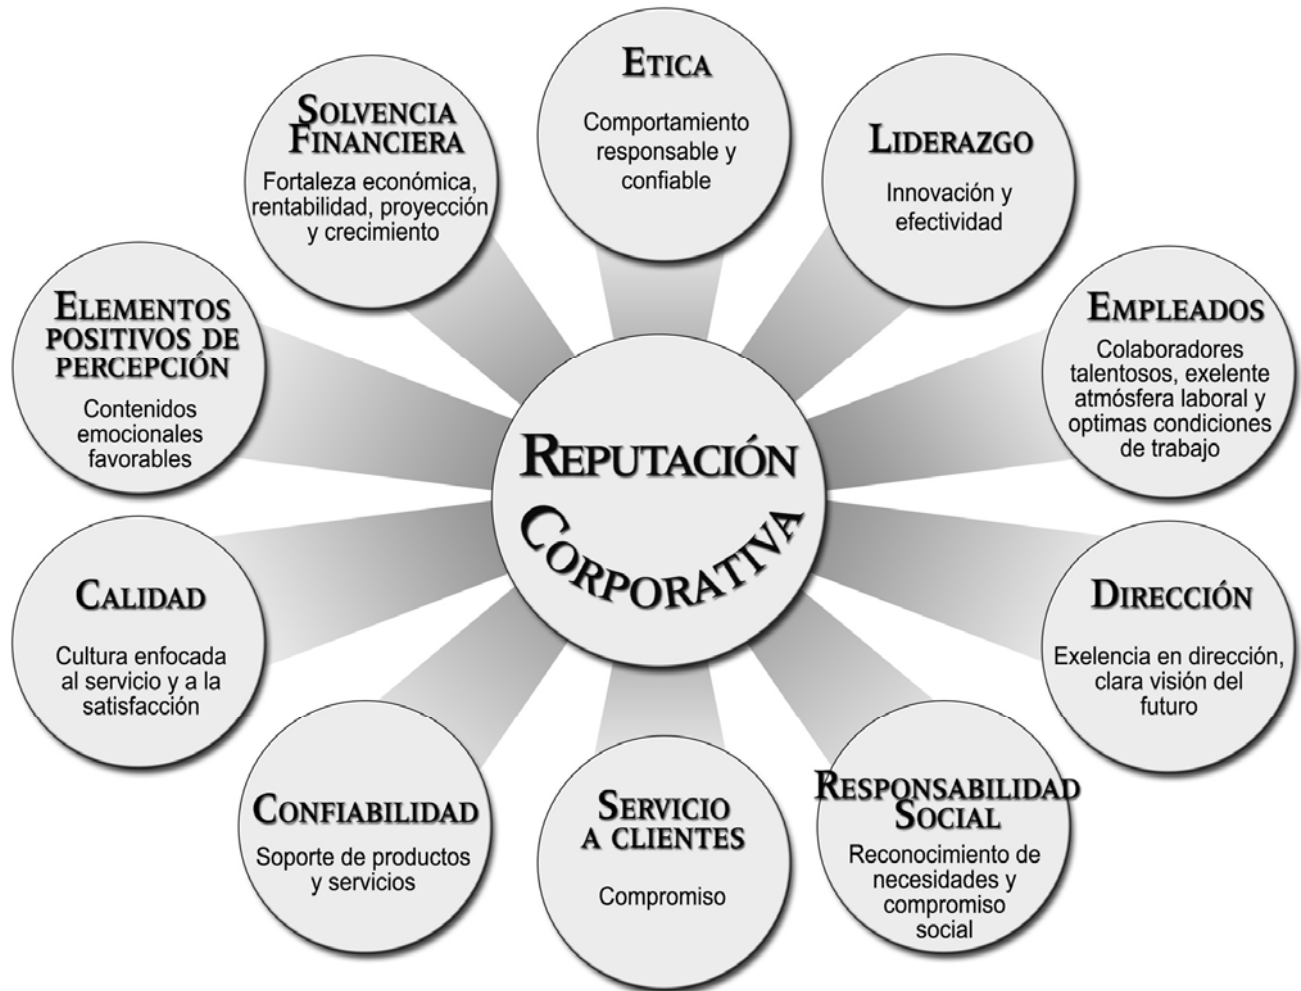 ETICA
Comportamiento
responsable y
confiable
SOLVENCIA
FINANCIERA
Fortaleza económica,
rentabilidad, proyección
y crecimiento
LIDERAZGO
Innovación y
efectividad
ELEMENTOS
POSITIVOS DE
PERCEPCIÓN
Contenidos
emocionales
favorables
EMPLEADOS
Colaboradores
talentosos, exelente
atmósfera laboral y
optimas condiciones
de trabajo
REPUTACIÓN
CORPORATIVA
CALIDAD
Cultura enfocada
al servicio y a la
satisfacción
DIRECCIÓN
Exelencia en dirección,
clara visión del
futuro
CONFIABILIDAD
Soporte de productos
y servicios
SERVICIO
A CLIENTES
Compromiso
RESPONSABILIDAD
SOCIAL
Reconocimiento de
necesidades y
compromiso
social